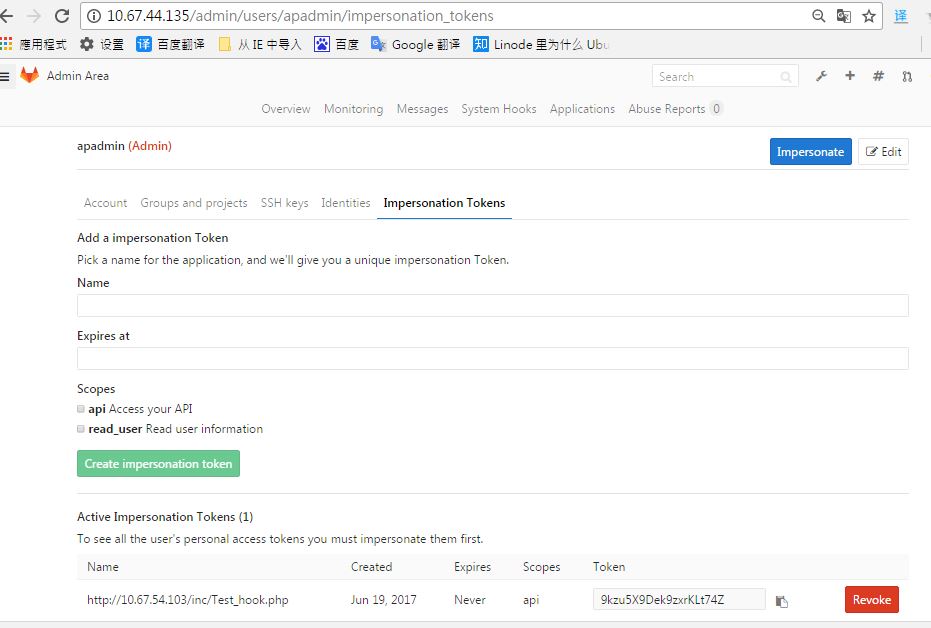 10.67.44.135/admin/users/apadmin/impersonation_tokens 译
應用程式 设置 译 百度翻译 从 IE 中导入 百度 Google 翻译 知 Linode 里为什么 Ubu
Admin Area Search
Overview Monitoring Messages System Hooks Applications Abuse Reports 0
apadmin (Admin) Impersonate Edit
Account Groups and projects SSH keys Identities Impersonation Tokens
Add a impersonation Token
Pick a name for the application, and we'll give you a unique impersonation Token.
Name
Expires at
Scopes
api Access your API
read_user Read user information
Create impersonation token
Active Impersonation Tokens (1)
To see all the user's personal access tokens you must impersonate them first.
Name Created Expires Scopes Token
http://10.67.54.103/inc/Test_hook.php Jun 19, 2017 Never api 9kzu5X9Dek9zxrKLt74Z Revoke